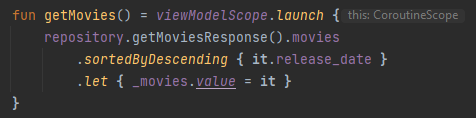 fun getMovies() = viewModelScope.launch { this: CoroutineScope
    repository.getMoviesResponse().movies
        .sortedByDescending { it.release_date }
        .let { _movies.value = it }
}